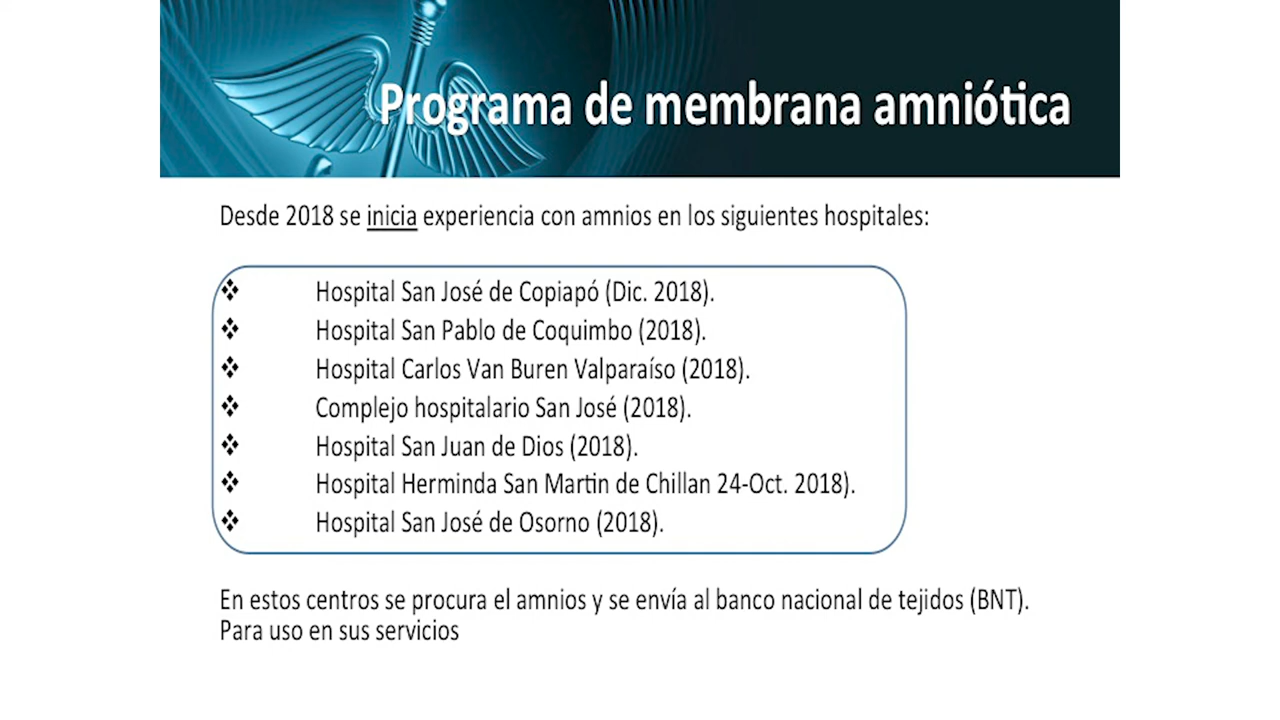 Programa de membrana amniótica
Desde 2018 se inicia experiencia con amnios en los siguientes hospitales:
❖ Hospital San José de Copiapó (Dic. 2018).
❖ Hospital San Pablo de Coquimbo (2018).
❖ Hospital Carlos Van Buren Valparaíso (2018).
❖ Complejo hospitalario San José (2018).
❖ Hospital San Juan de Dios (2018).
❖ Hospital Herminda San Martin de Chillan 24-Oct. 2018).
❖ Hospital San José de Osorno (2018).
En estos centros se procura el amnios y se envía al banco nacional de tejidos (BNT).
Para uso en sus servicios